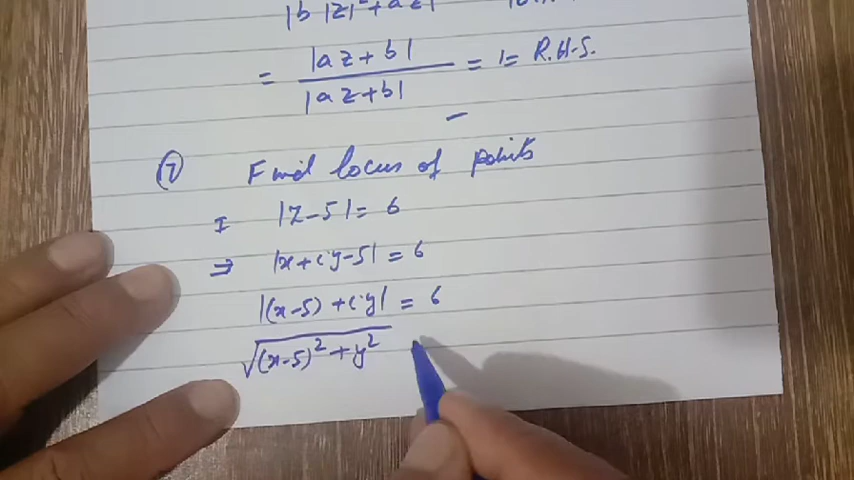 |az+b|
= ――― = 1 = R.H.S.
|az+b|
⑦ Find locus of points
I |Z-5| = 6
⇒ |x+iy-5| = 6
|(x-5)+iy| = 6
√(x-5)²+y²